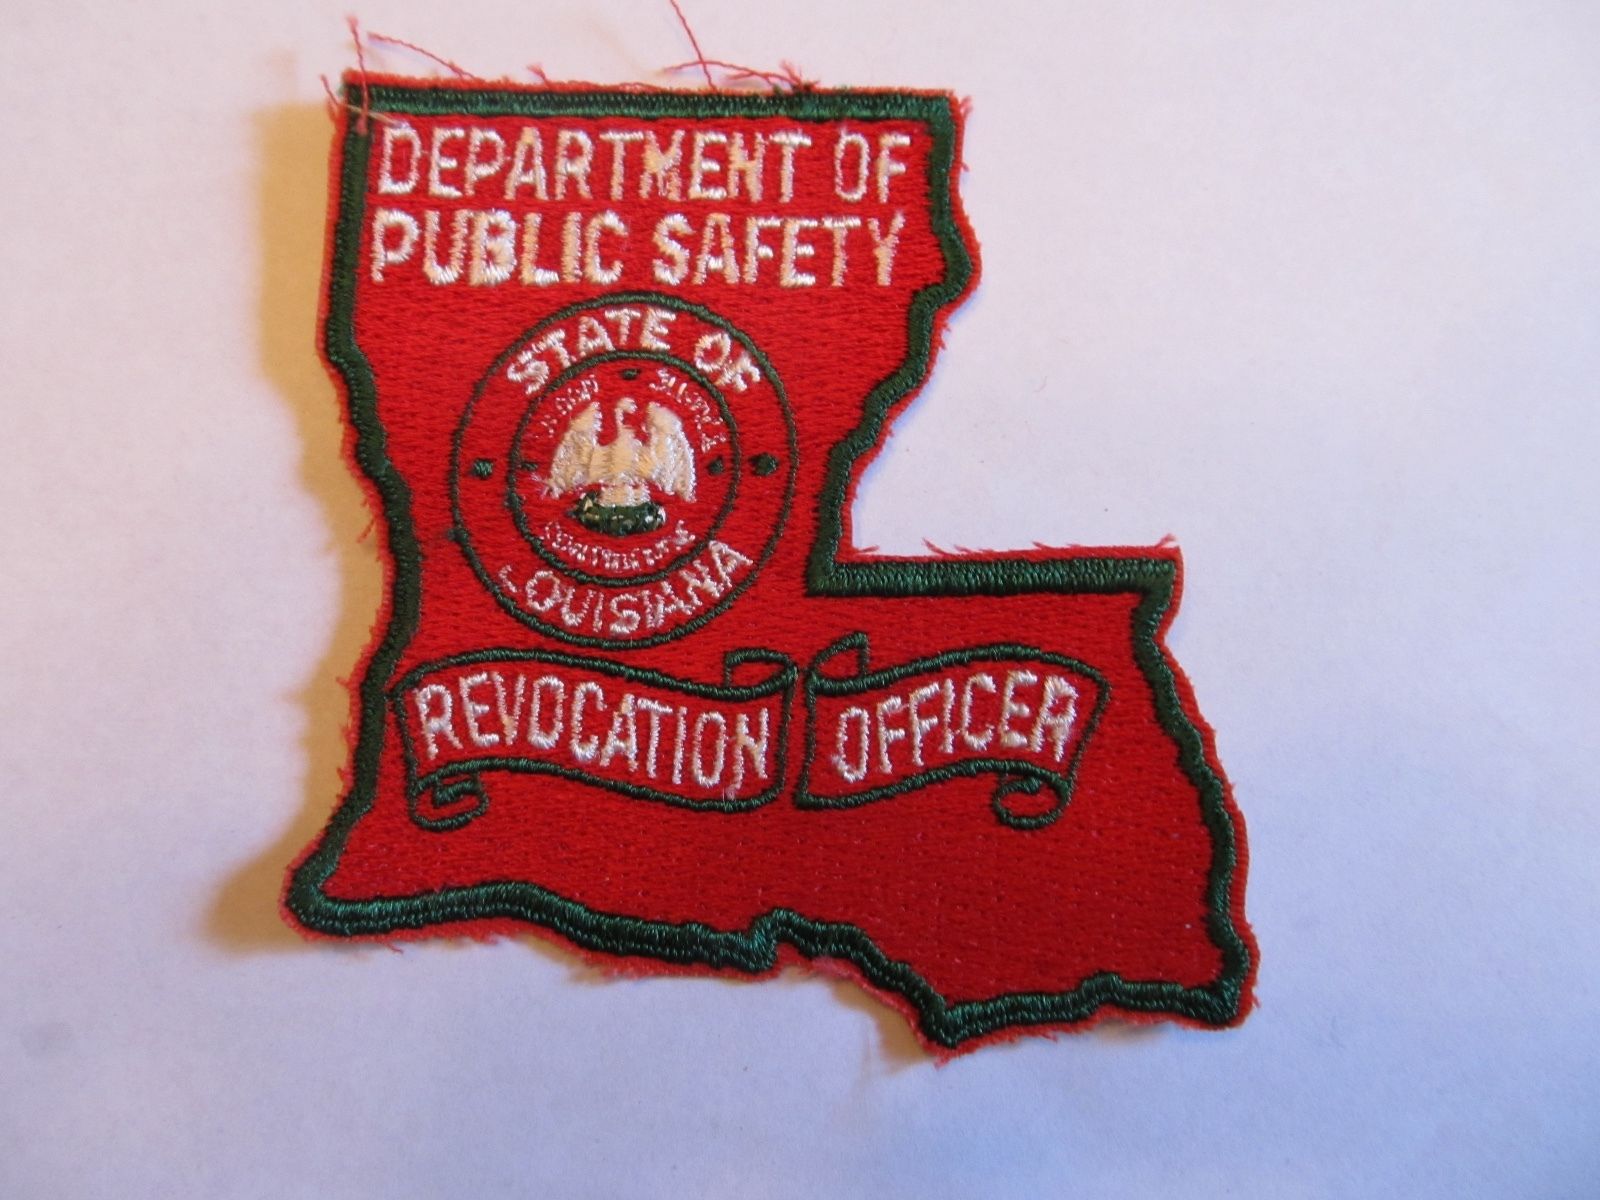 DEPARTMENT OF
PUBLIC SAFETY
STATE OF
LOUISIANA
REVOCATION OFFICER